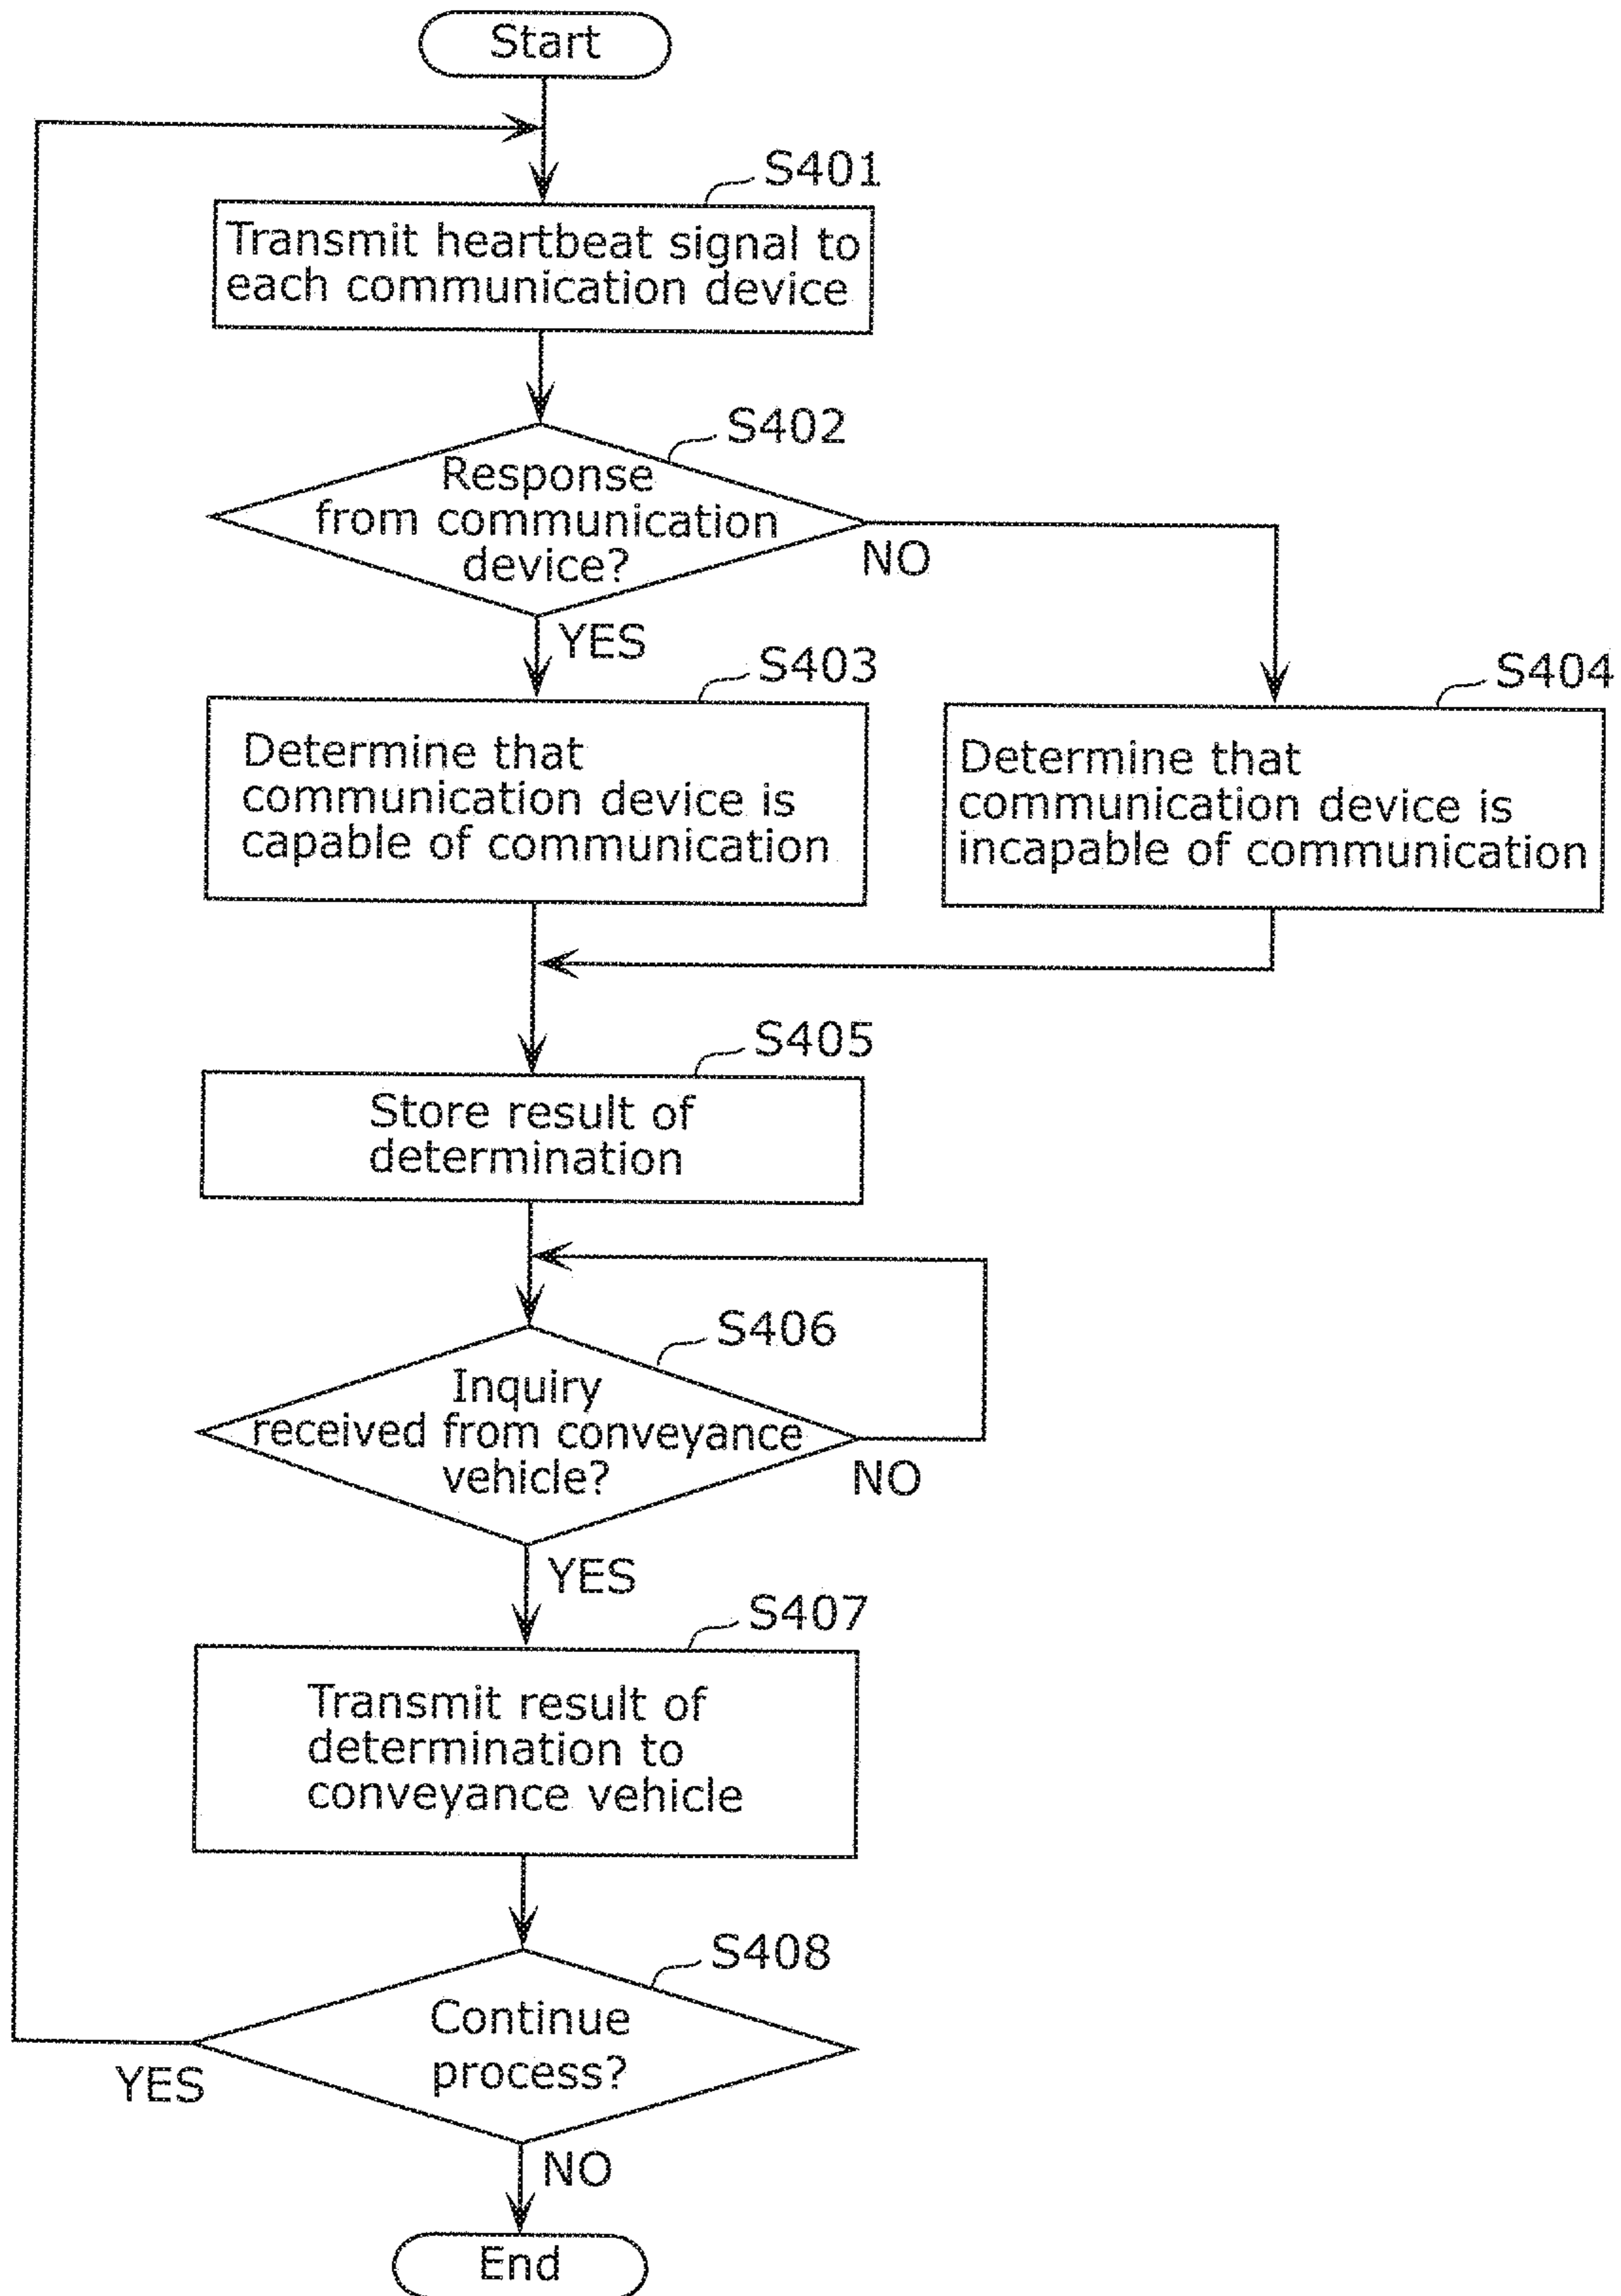 Start
S401
Transmit heartbeat signal to
each communication device
S402
Response
from communication
device?
NO
YES
S403
Determine that
communication device is
capable of communication
S404
Determine that
communication device is
incapable of communication
S405
Store result of
determination
S406
Inquiry
received from conveyance
vehicle?
NO
YES
S407
Transmit result of
determination to
conveyance vehicle
S408
Continue
process?
YES
NO
End